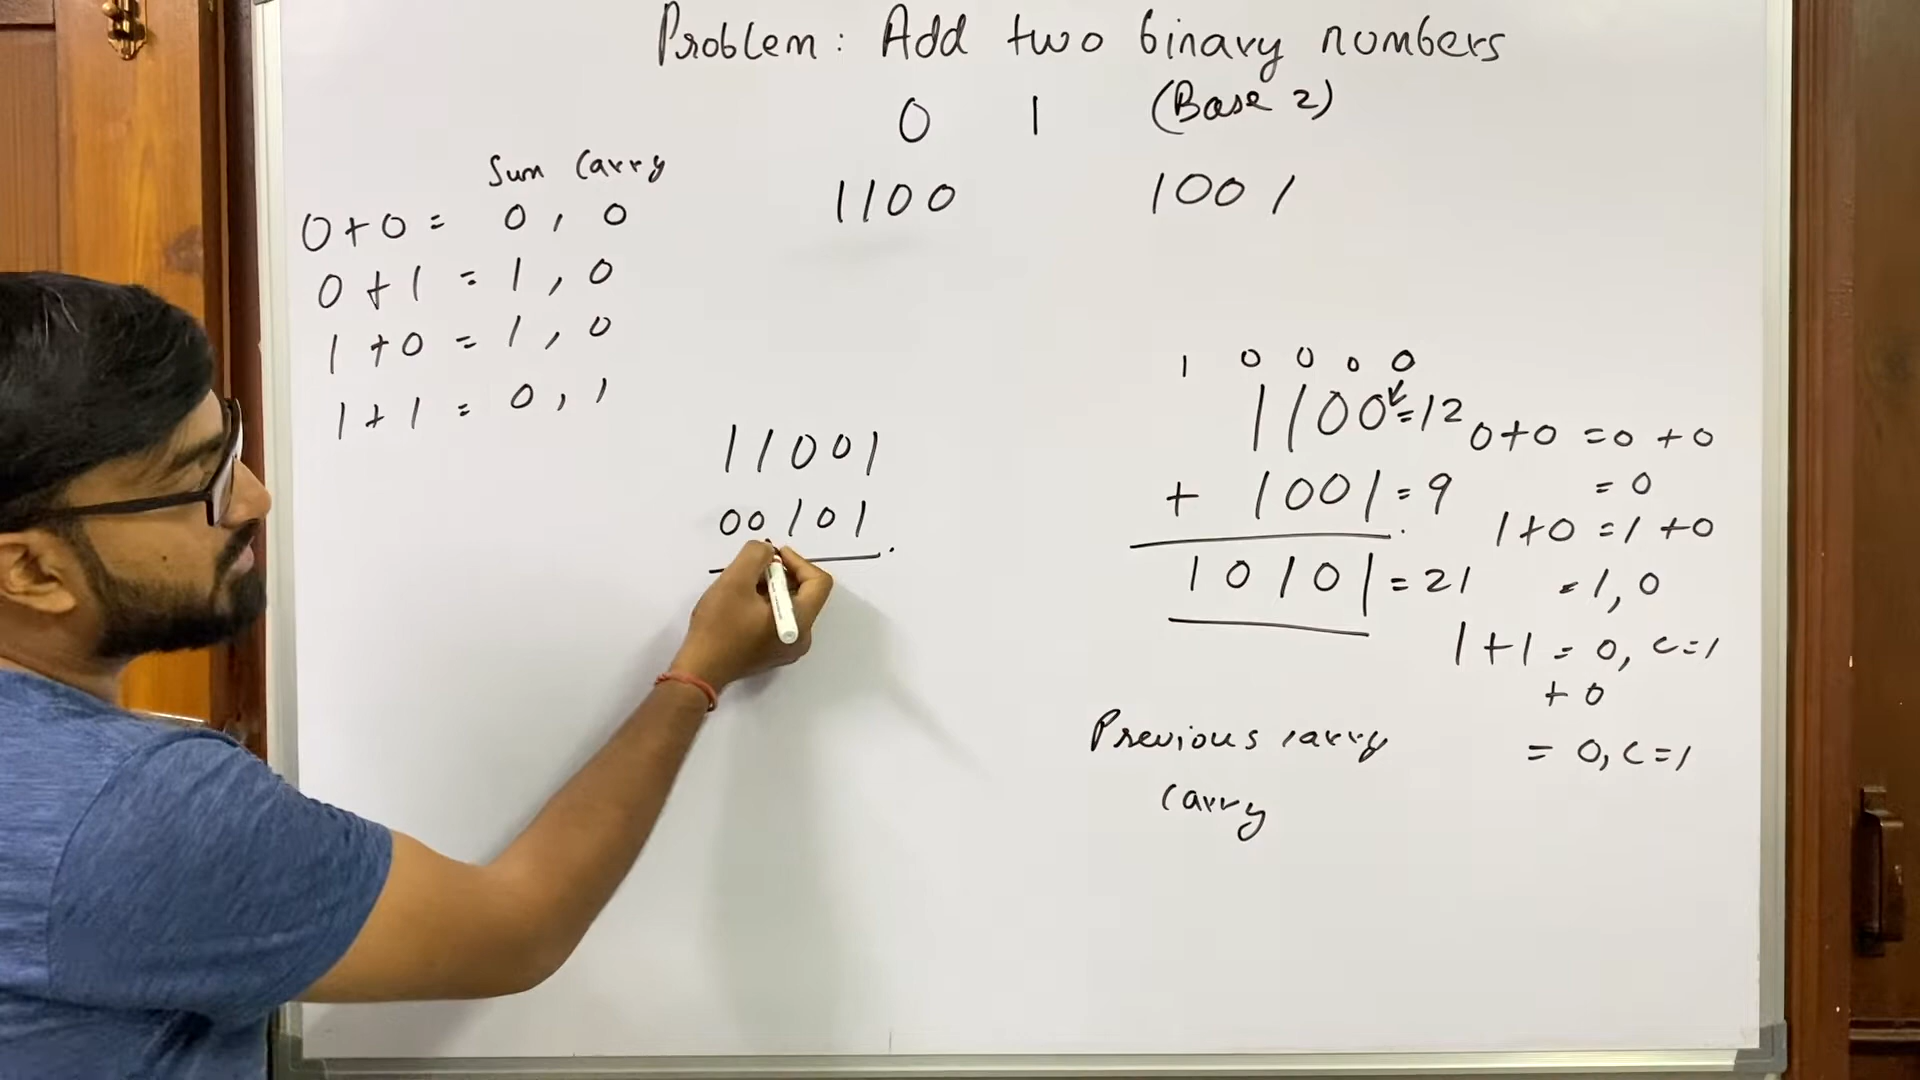 Problem: Add two binary numbers
0 1 (Base 2)
1100 1001
Sum Carry
0+0 = 0, 0
0+1 = 1, 0
1+0 = 1, 0
1+1 = 0, 1
11001
00101
1 0 0 0 0
1100=12
+ 1001=9
10101=21
0+0 =0 +0
= 0
1+0 =1 +0
=1, 0
1+1 = 0, c=1
+ 0
= 0, c=1
Previous carry
Carry